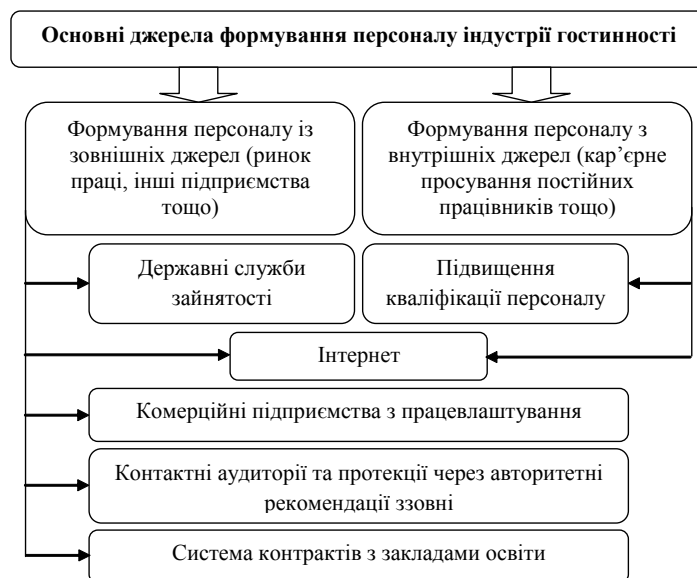 Основні джерела формування персоналу індустрії гостинності
Формування персоналу із
зовнішніх джерел (ринок
праці, інші підприємства
тощо)
Формування персоналу з
внутрішніх джерел (кар’єрне
просування постійних
працівників тощо)
Державні служби
зайнятості
Підвищення
кваліфікації персоналу
Інтернет
Комерційні підприємства з працевлаштування
Контактні аудиторії та протекції через авторитетні
рекомендації ззовні
Система контрактів з закладами освіти